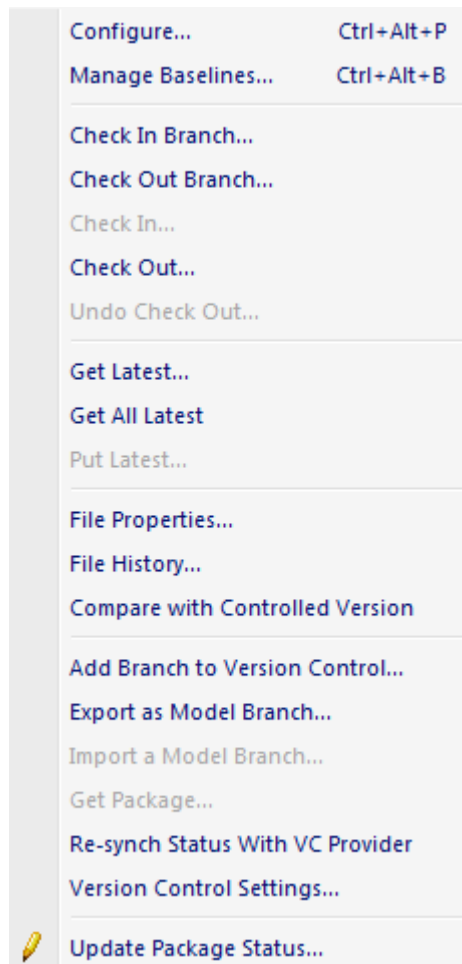 Configure... Ctrl+Alt+P
Manage Baselines... Ctrl+Alt+B
Check In Branch...
Check Out Branch...
Check In...
Check Out...
Undo Check Out...
Get Latest...
Get All Latest
Put Latest...
File Properties...
File History...
Compare with Controlled Version
Add Branch to Version Control...
Export as Model Branch...
Import a Model Branch...
Get Package...
Re-synch Status With VC Provider
Version Control Settings...
Update Package Status...